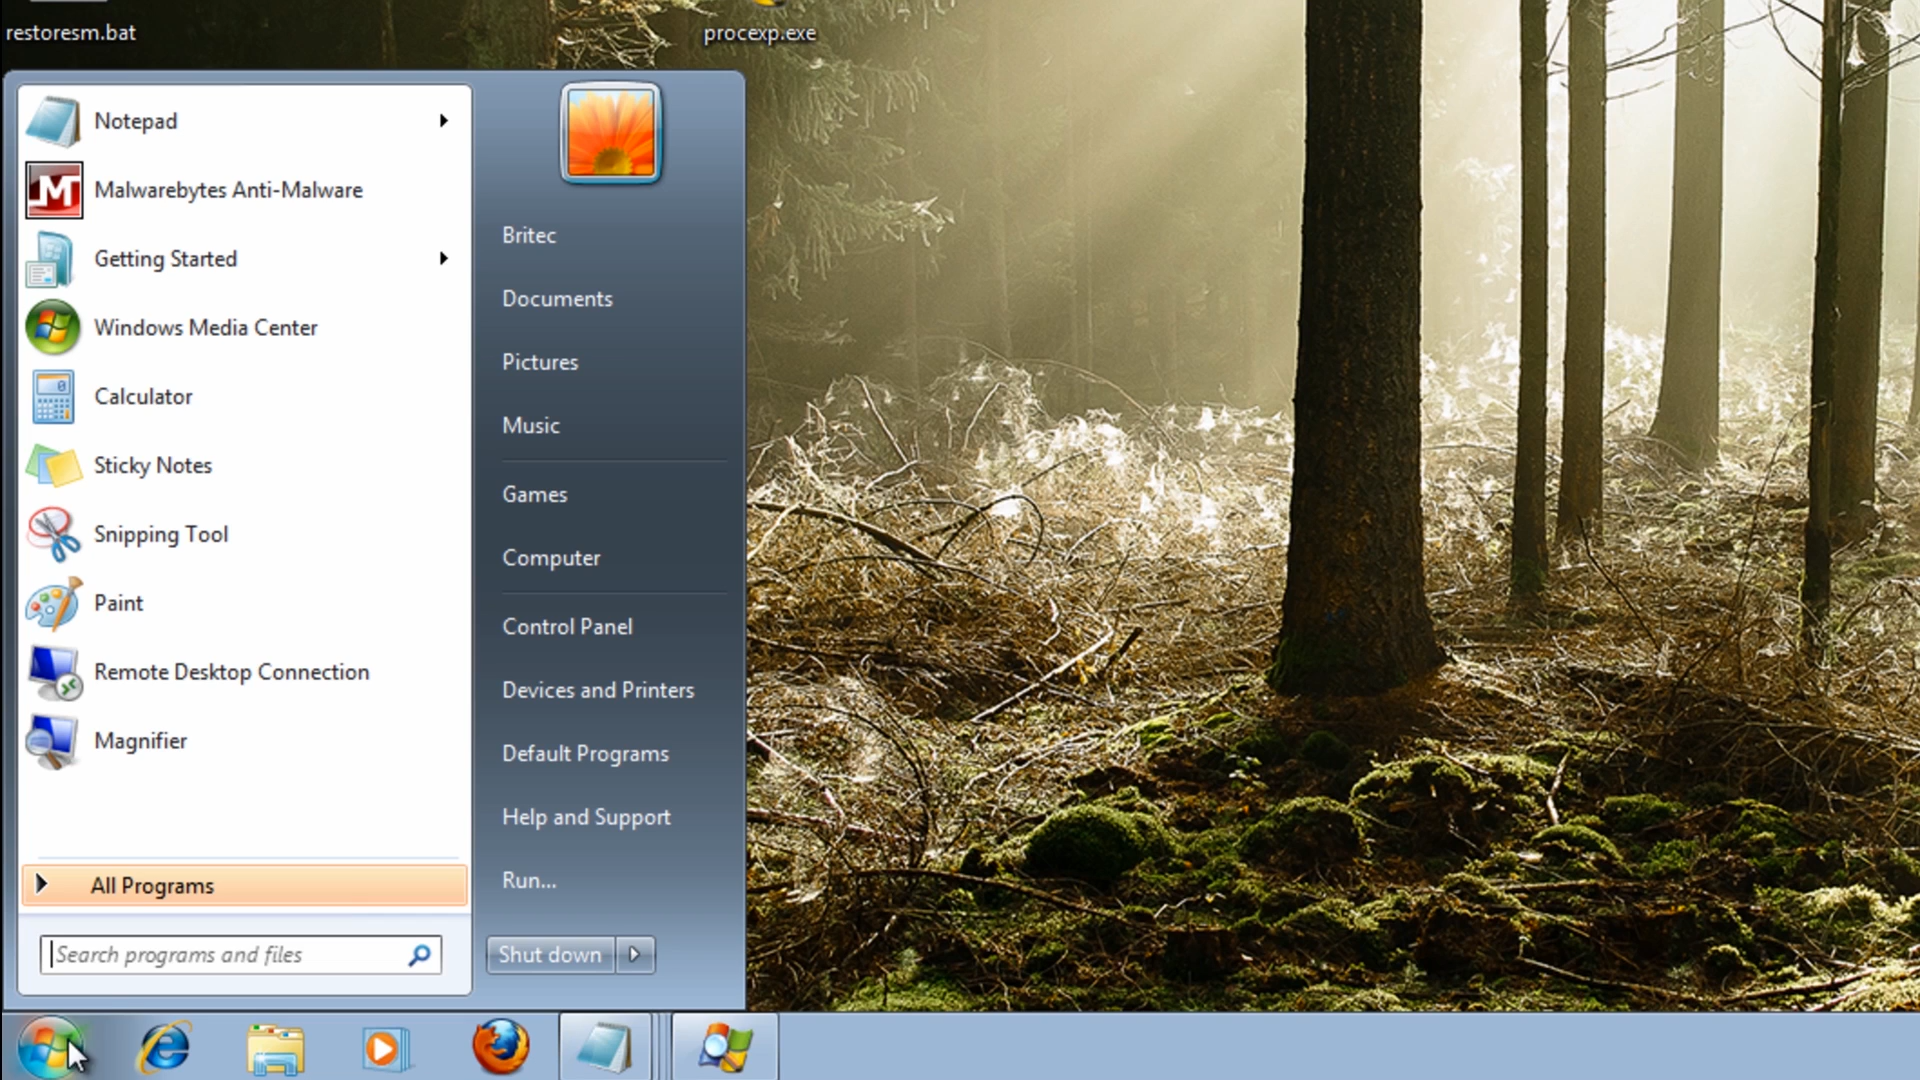 restoresm.bat
procexp.exe
Notepad
Malwarebytes Anti-Malware
Getting Started
Windows Media Center
Calculator
Sticky Notes
Snipping Tool
Paint
Remote Desktop Connection
Magnifier
All Programs
Search programs and files
Britec
Documents
Pictures
Music
Games
Computer
Control Panel
Devices and Printers
Default Programs
Help and Support
Run...
Shut down